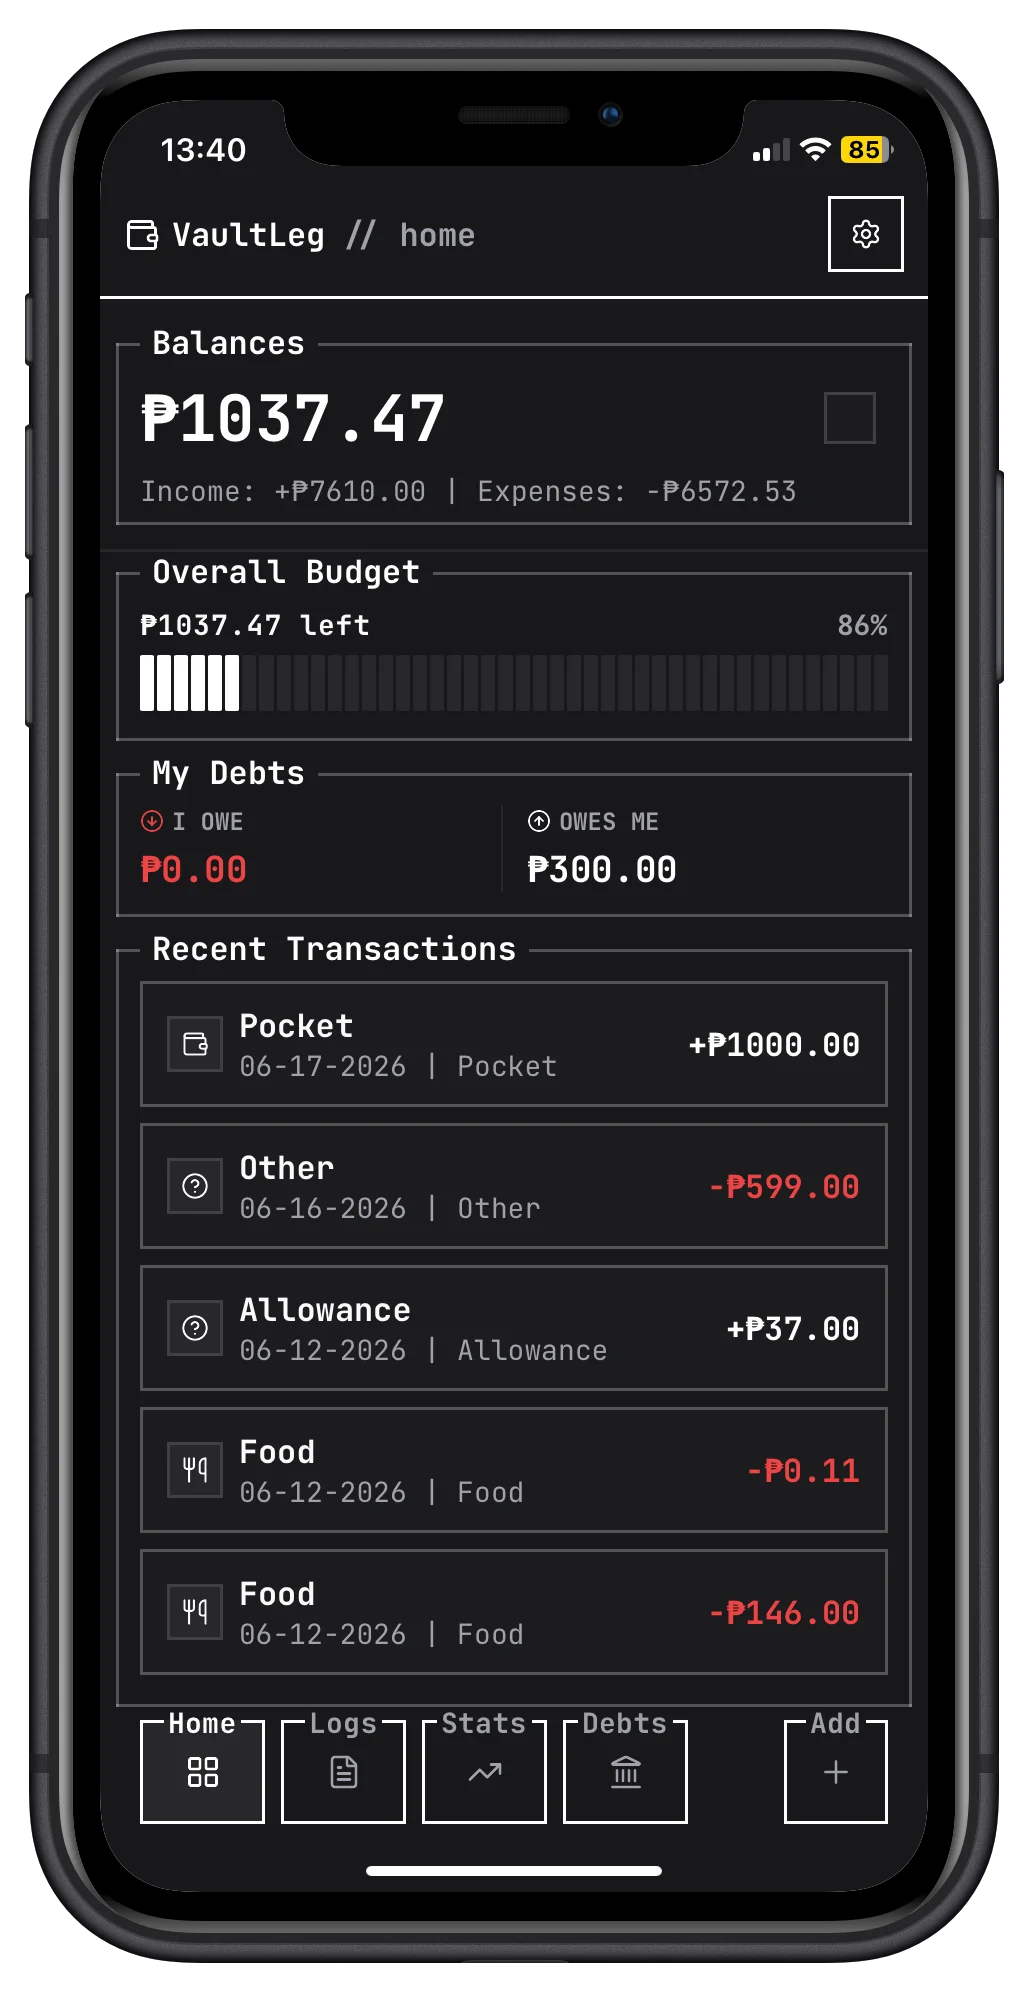 13:40
85
VaultLeg // home
Balances
₱1037.47
Income: +₱7610.00 | Expenses: -₱6572.53
Overall Budget
₱1037.47 left
86%
My Debts
I OWE
₱0.00
OWES ME
₱300.00
Recent Transactions
Pocket
06-17-2026 | Pocket
+₱1000.00
Other
06-16-2026 | Other
-₱599.00
Allowance
06-12-2026 | Allowance
+₱37.00
Food
06-12-2026 | Food
-₱0.11
Food
06-12-2026 | Food
-₱146.00
Home
Logs
Stats
Debts
Add